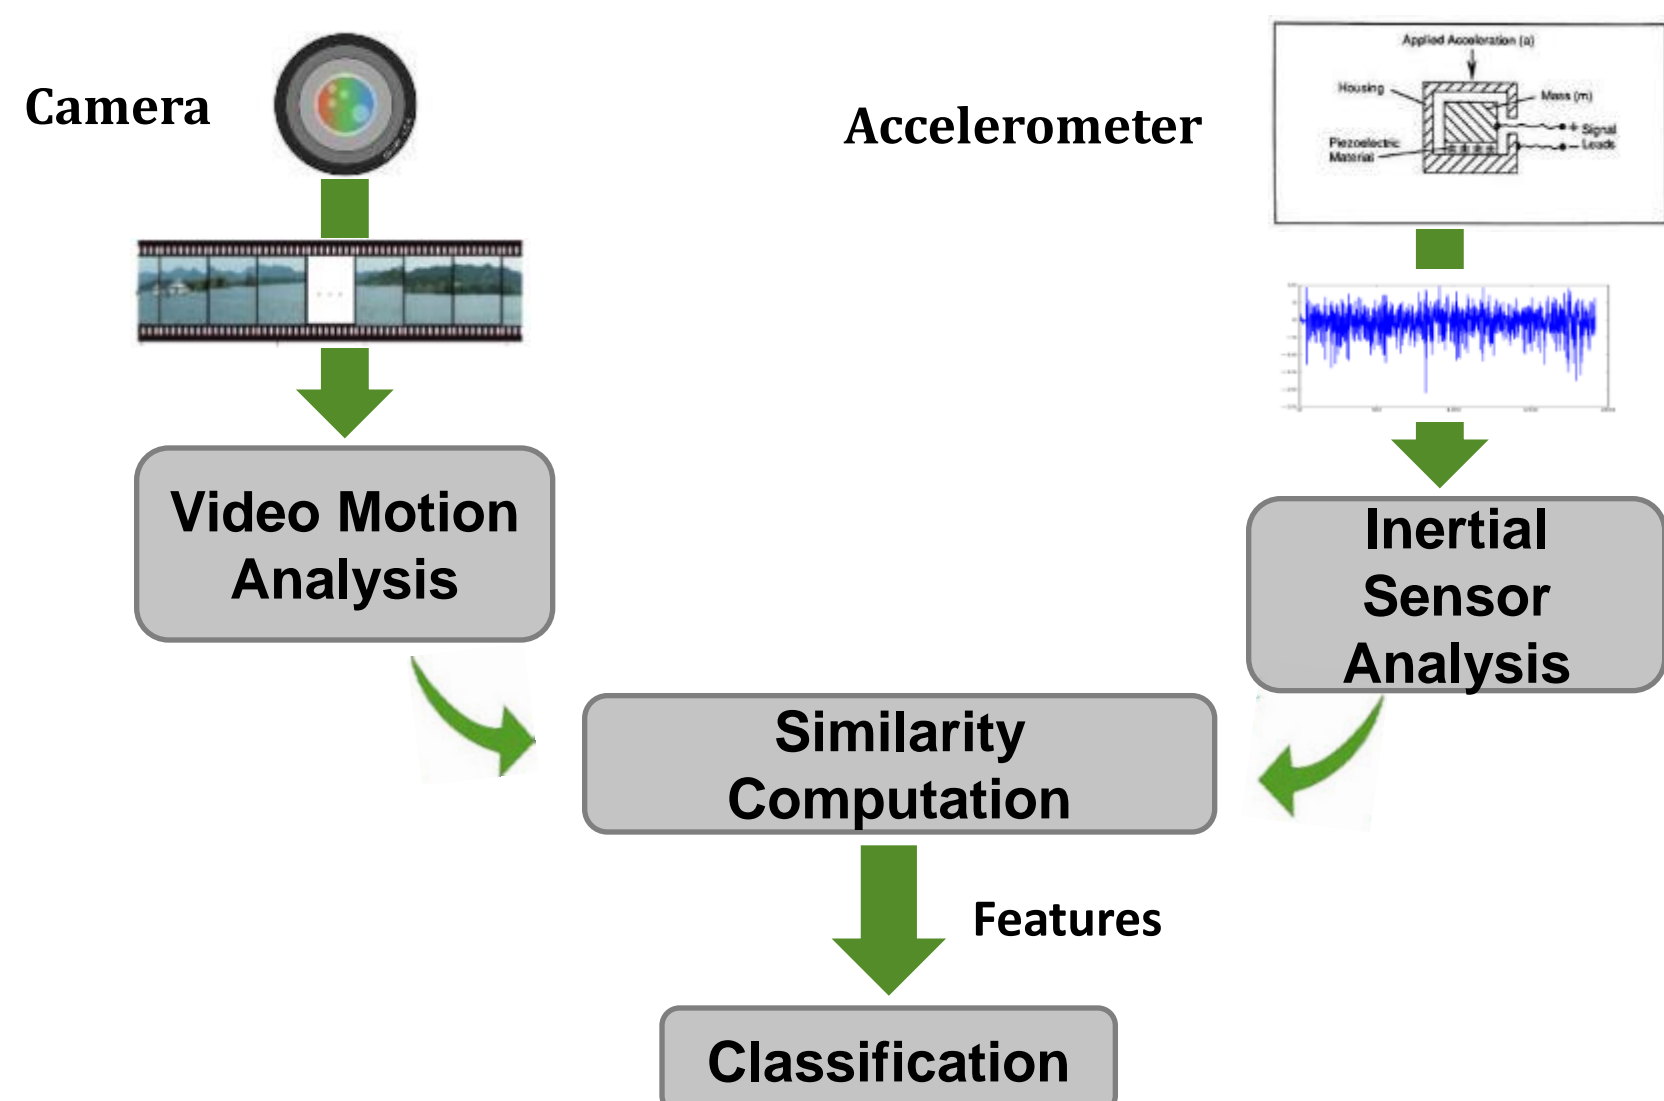 Camera
Accelerometer
Applied Acceleration (a)
Housing
Mass (m)
+ Signal
- Leads
Piezoelectric
Material
Video Motion
Analysis
Inertial
Sensor
Analysis
Similarity
Computation
Features
Classification